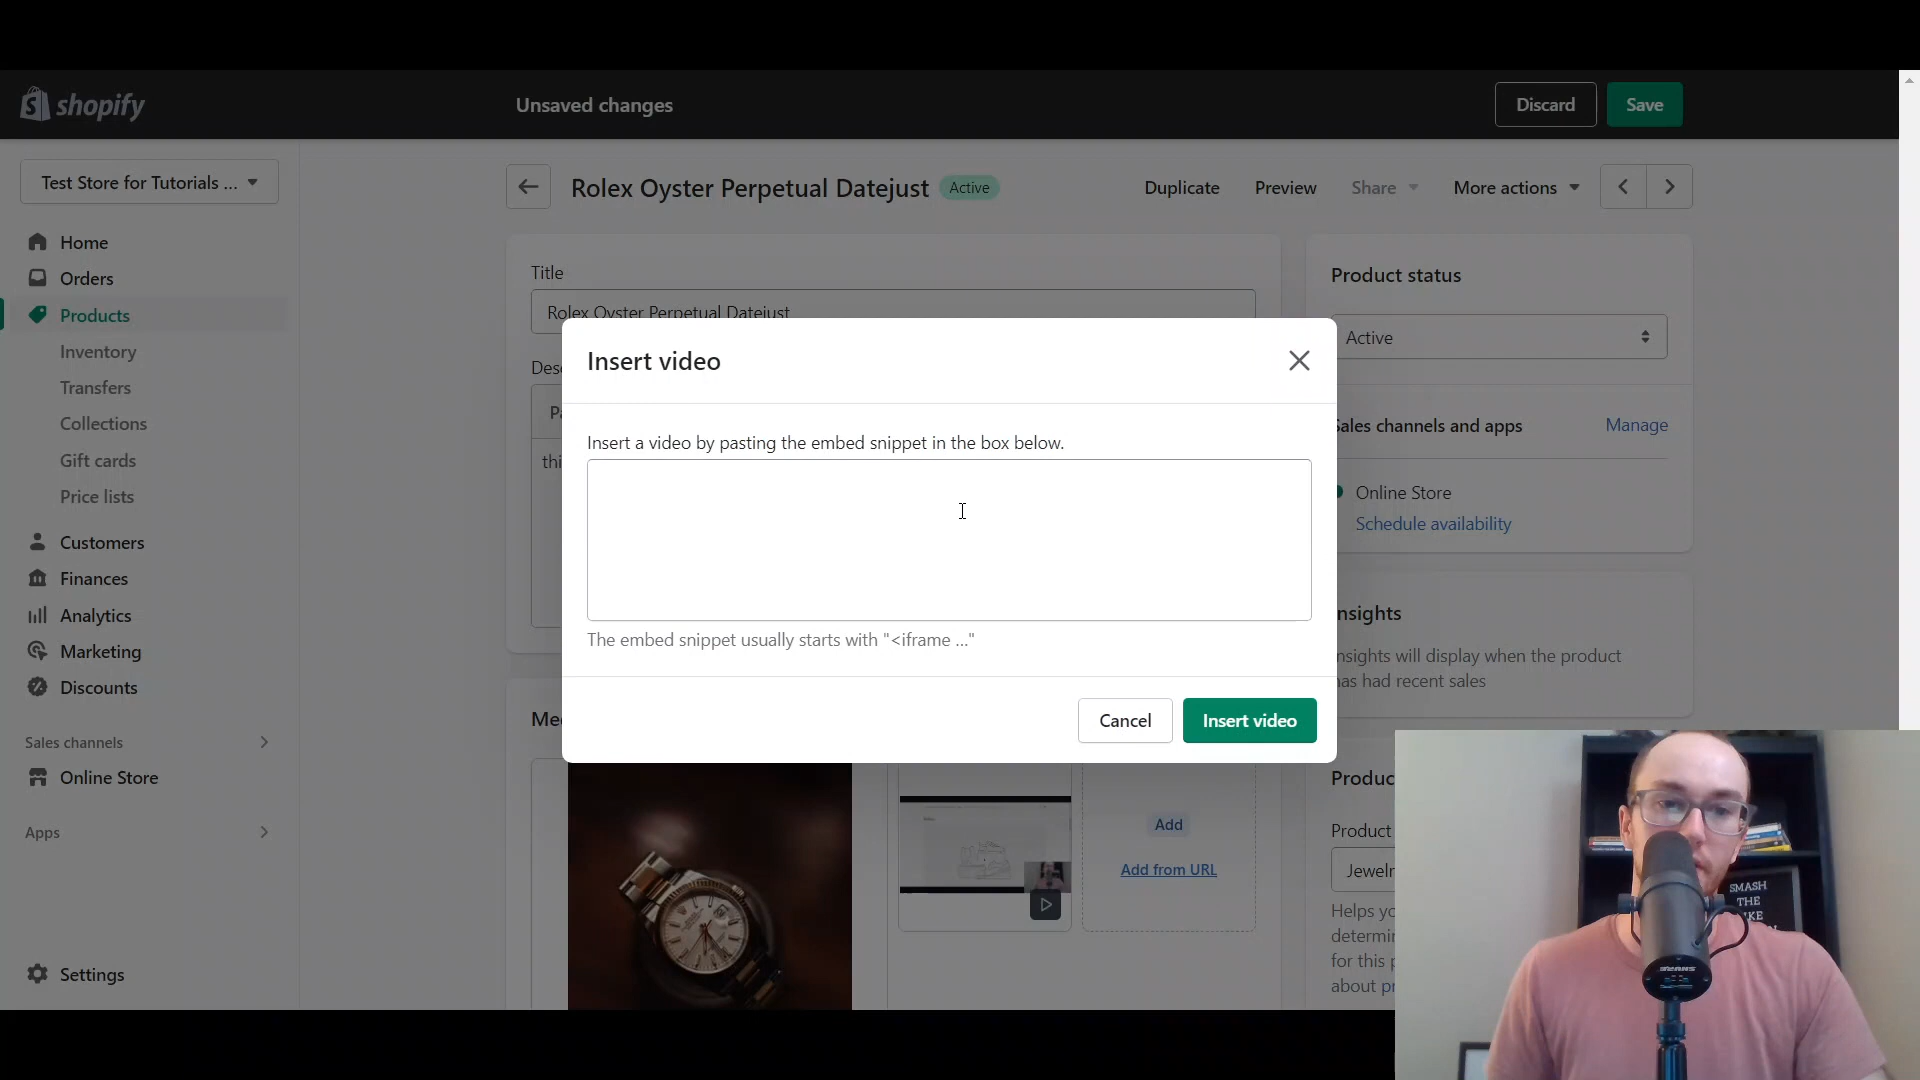 shopify
Unsaved changes
Discard
Save
Test Store for Tutorials ...
Rolex Oyster Perpetual Datejust
Active
Duplicate
Preview
Share
More actions
Home
Orders
Products
Inventory
Transfers
Collections
Gift cards
Price lists
Customers
Finances
Analytics
Marketing
Discounts
Sales channels
Online Store
Apps
Settings
Title
Rolex Oyster Perpetual Datejust
Insert video
Insert a video by pasting the embed snippet in the box below.
The embed snippet usually starts with "<iframe ..."
Cancel
Insert video
Add
Add from URL
Product status
Active
Sales channels and apps
Manage
Online Store
Schedule availability
nsights
nsights will display when the product
has had recent sales
Produc
Product
Jewelr
Helps yo
determin
for this p
about pr
SMASH
THE